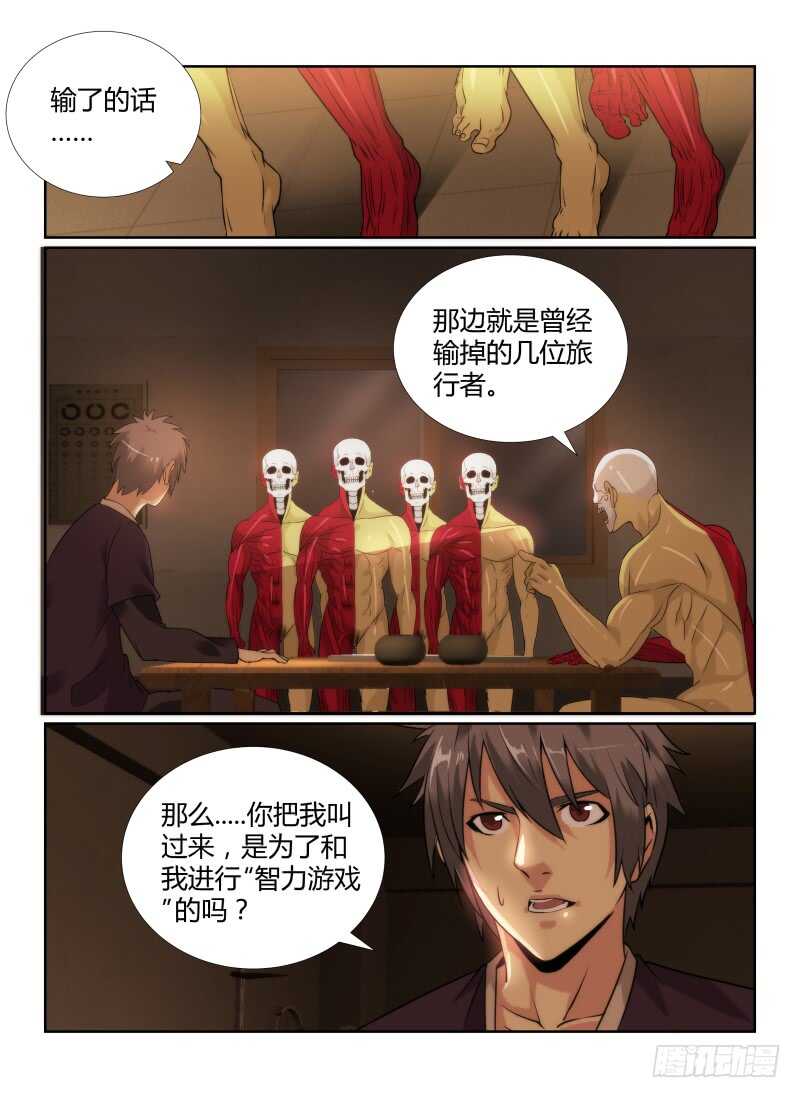 输了的话
……
那边就是曾经
输掉的几位旅
行者。
那么.....你把我叫
过来，是为了和
我进行“智力游戏
”的吗？
腾讯动漫